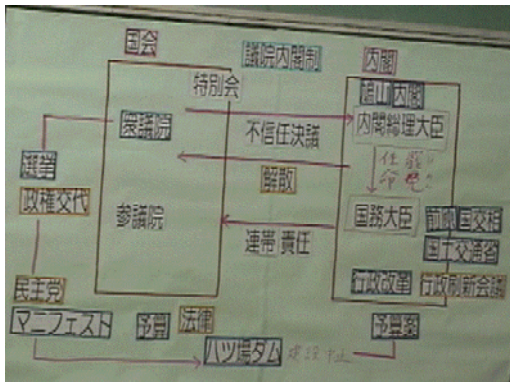 国会
議院内閣制
内閣
特別会
鳩山内閣
衆議院
内閣総理大臣
不信任決議
任命
罷免
選挙
解散
政権交代
参議院
国務大臣
前原国交相
連帯責任
国土交通省
民主党
行政改革
行政刷新会議
マニフェスト
予算
法律
予算案
八ツ場ダム
建設中止